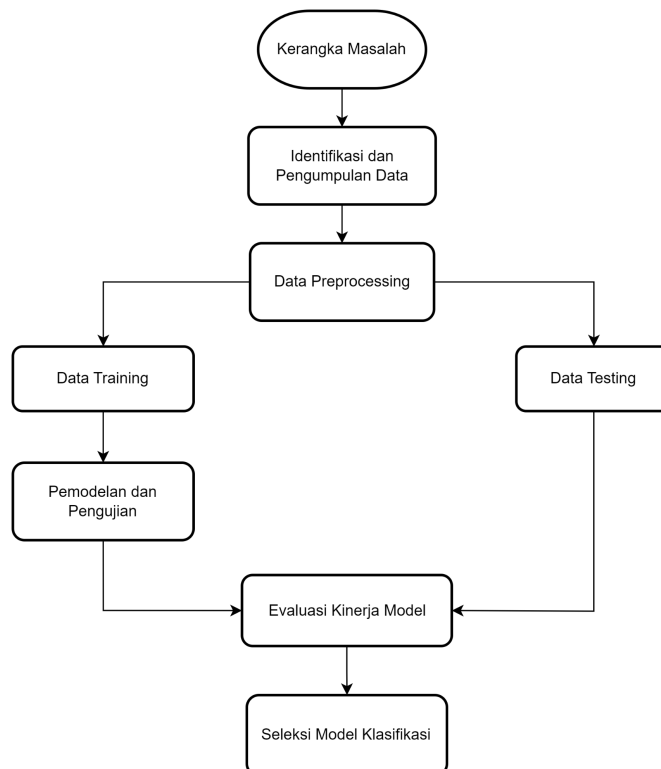 Kerangka Masalah
Identifikasi dan
Pengumpulan Data
Data Preprocessing
Data Training
Data Testing
Pemodelan dan
Pengujian
Evaluasi Kinerja Model
Seleksi Model Klasifikasi